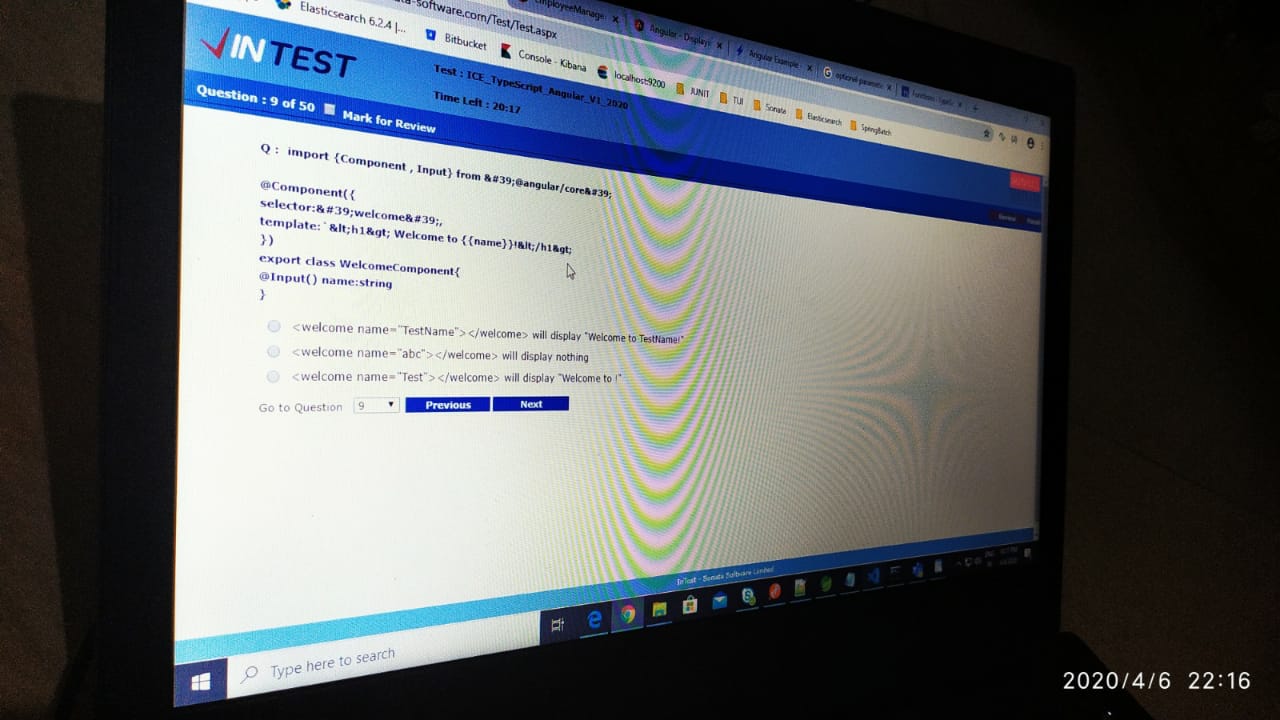 ta-software.com/Test/Test.aspx
EmployeeManage
Angular - Display
Angular Example
optional-paramete
Functions - TypeSc
Elasticsearch 6.2.4 |...
Bitbucket
Console - Kibana
localhost:9200
JUNIT
TUI
Sonata
Elasticsearch
SpringBatch
INTEST
Test : ICE_TypeScript_Angular_V1_2020
Question : 9 of 50 Mark for Review
Time Left : 20:17
Q : import {Component , Input} from &#39;@angular/core&#39;
@Component({
selector:&#39;welcome&#39;,
template:`&lt;h1&gt; Welcome to {{name}}!&lt;/h1&gt;
})
export class WelcomeComponent{
@Input() name:string
}
<welcome name="TestName"></welcome> will display "Welcome to TestName!"
<welcome name="abc"></welcome> will display nothing
<welcome name="Test"></welcome> will display "Welcome to !"
Go to Question 9 Previous Next
InTest - Sonata Software Limited
Type here to search
2020/4/6 22:16